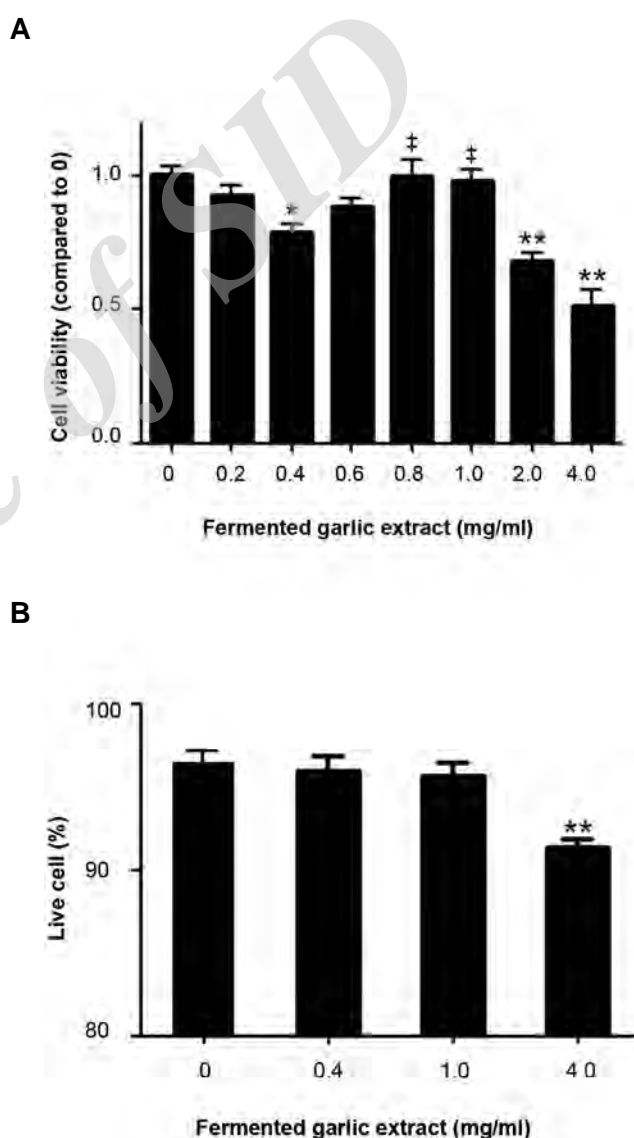 A
of SID
Cell viability (compared to 0)
1.0
0.5
0.0
*
‡
‡
**
**
0 0.2 0.4 0.6 0.8 1.0 2.0 4.0
Fermented garlic extract (mg/ml)
B
Live cell (%)
100
90
80
**
0 0.4 1.0 4.0
Fermented garlic extract (mg/ml)